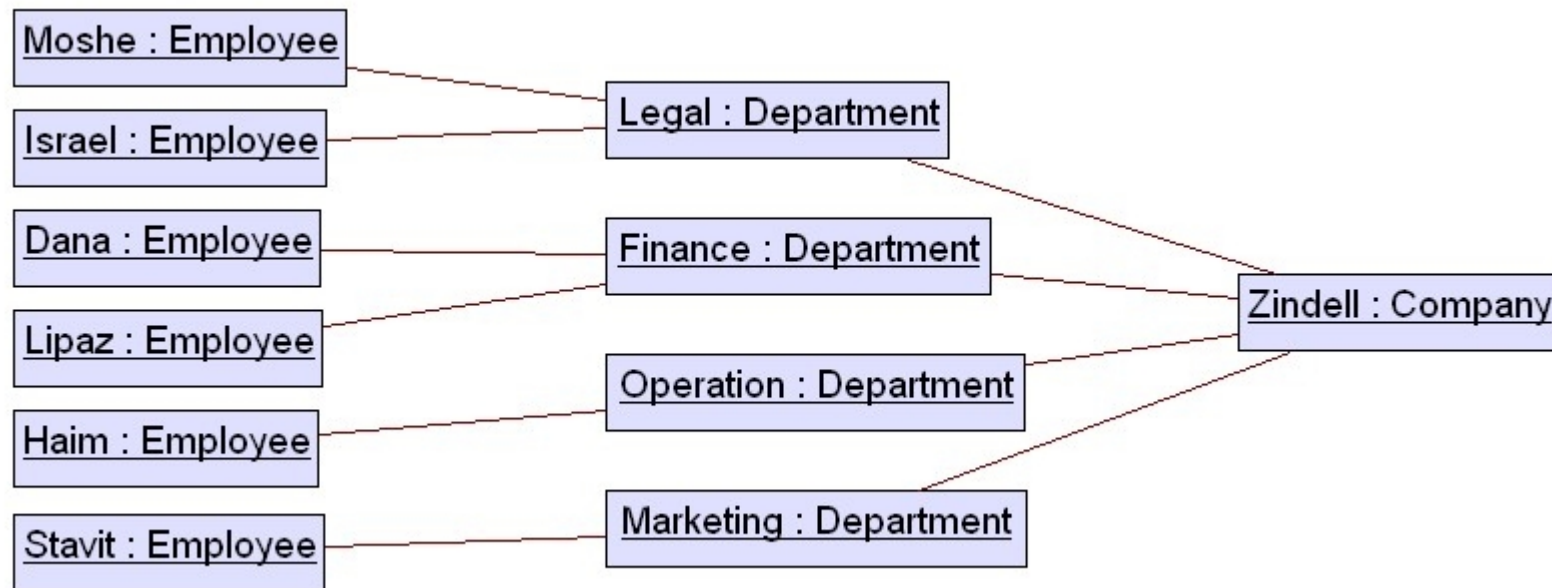 Moshe : Employee
Israel : Employee
Dana : Employee
Lipaz : Employee
Haim : Employee
Stavit : Employee
Legal : Department
Finance : Department
Operation : Department
Marketing : Department
Zindell : Company